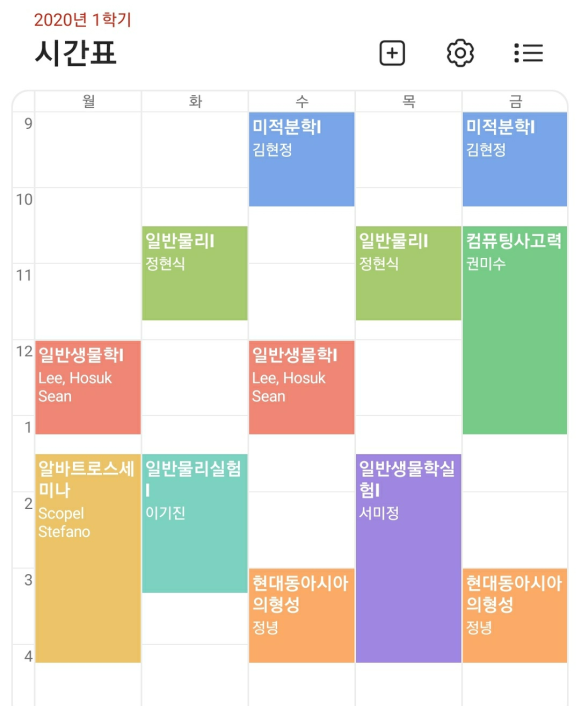 2020년 1학기
시간표
월 화 수 목 금
9
미적분학I
김현정
미적분학I
김현정
10
일반물리I
정현식
일반물리I
정현식
컴퓨팅사고력
권미수
11
12
일반생물학I
Lee, Hosuk
Sean
일반생물학I
Lee, Hosuk
Sean
1
알바트로스세
미나
Scopel
Stefano
일반물리실험
I
이기진
일반생물학실
험I
서미정
2
3
현대동아시아
의형성
정녕
현대동아시아
의형성
정녕
4